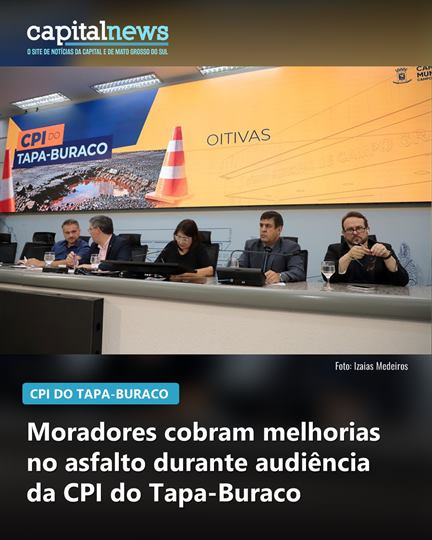 capitalnews
O SITE DE NOTÍCIAS DA CAPITAL E DE MATO GROSSO DO SUL
CPI DO
TAPA-BURACO
OITIVAS
Foto: Izaias Medeiros
CPI DO TAPA-BURACO
Moradores cobram melhorias
no asfalto durante audiência
da CPI do Tapa-Buraco